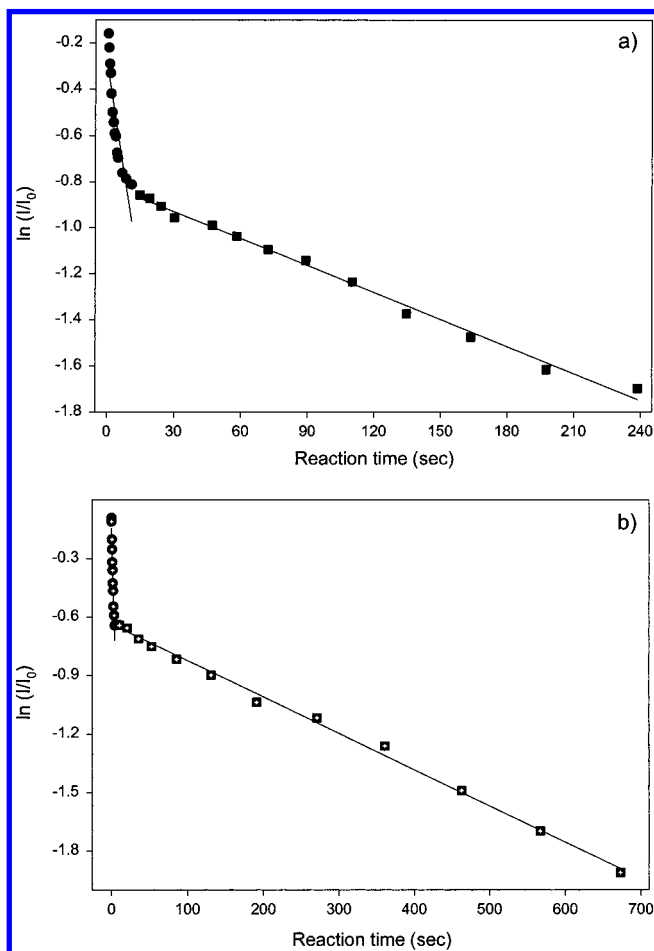 a)
-0.2
-0.4
-0.6
-0.8
-1.0
-1.2
-1.4
-1.6
-1.8
ln (I/I0)
0 30 60 90 120 150 180 210 240
Reaction time (sec)
b)
-0.3
-0.6
-0.9
-1.2
-1.5
-1.8
ln (I/I0)
0 100 200 300 400 500 600 700
Reaction time (sec)